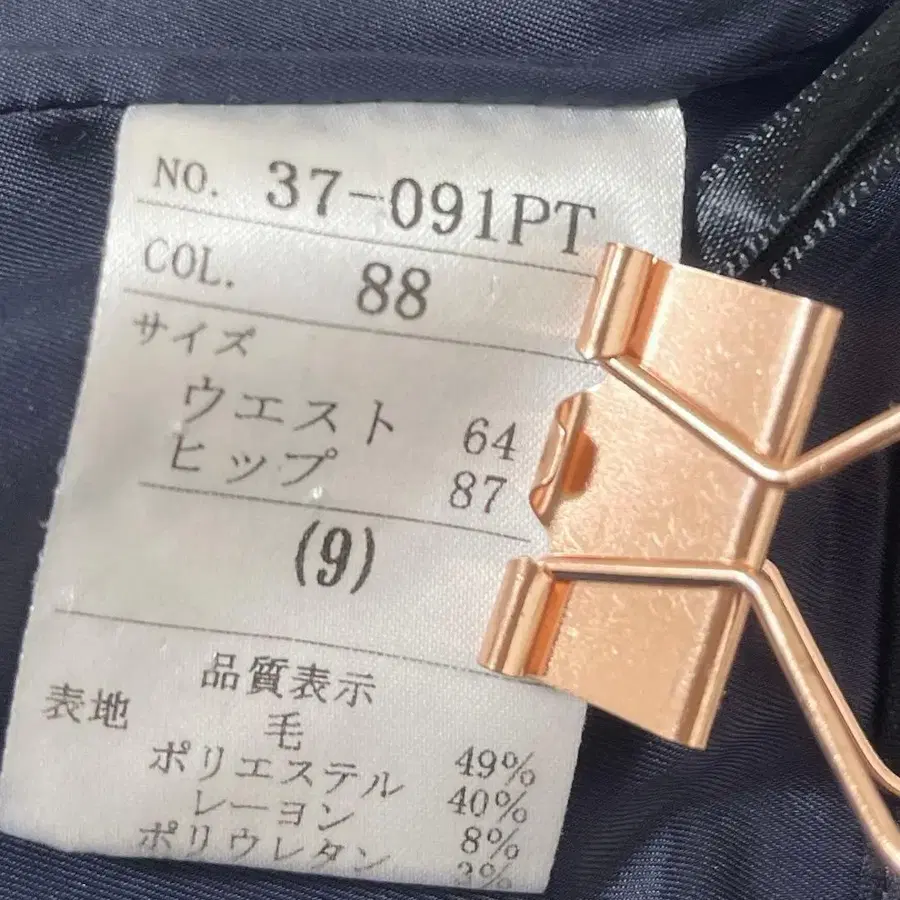 NO. 37-091PT
COL. 88
サイズ
ウエスト 64
ヒップ 87
(9)
品質表示
表地 毛 49%
ポリエステル 40%
レーヨン 8%
ポリウレタン 3%